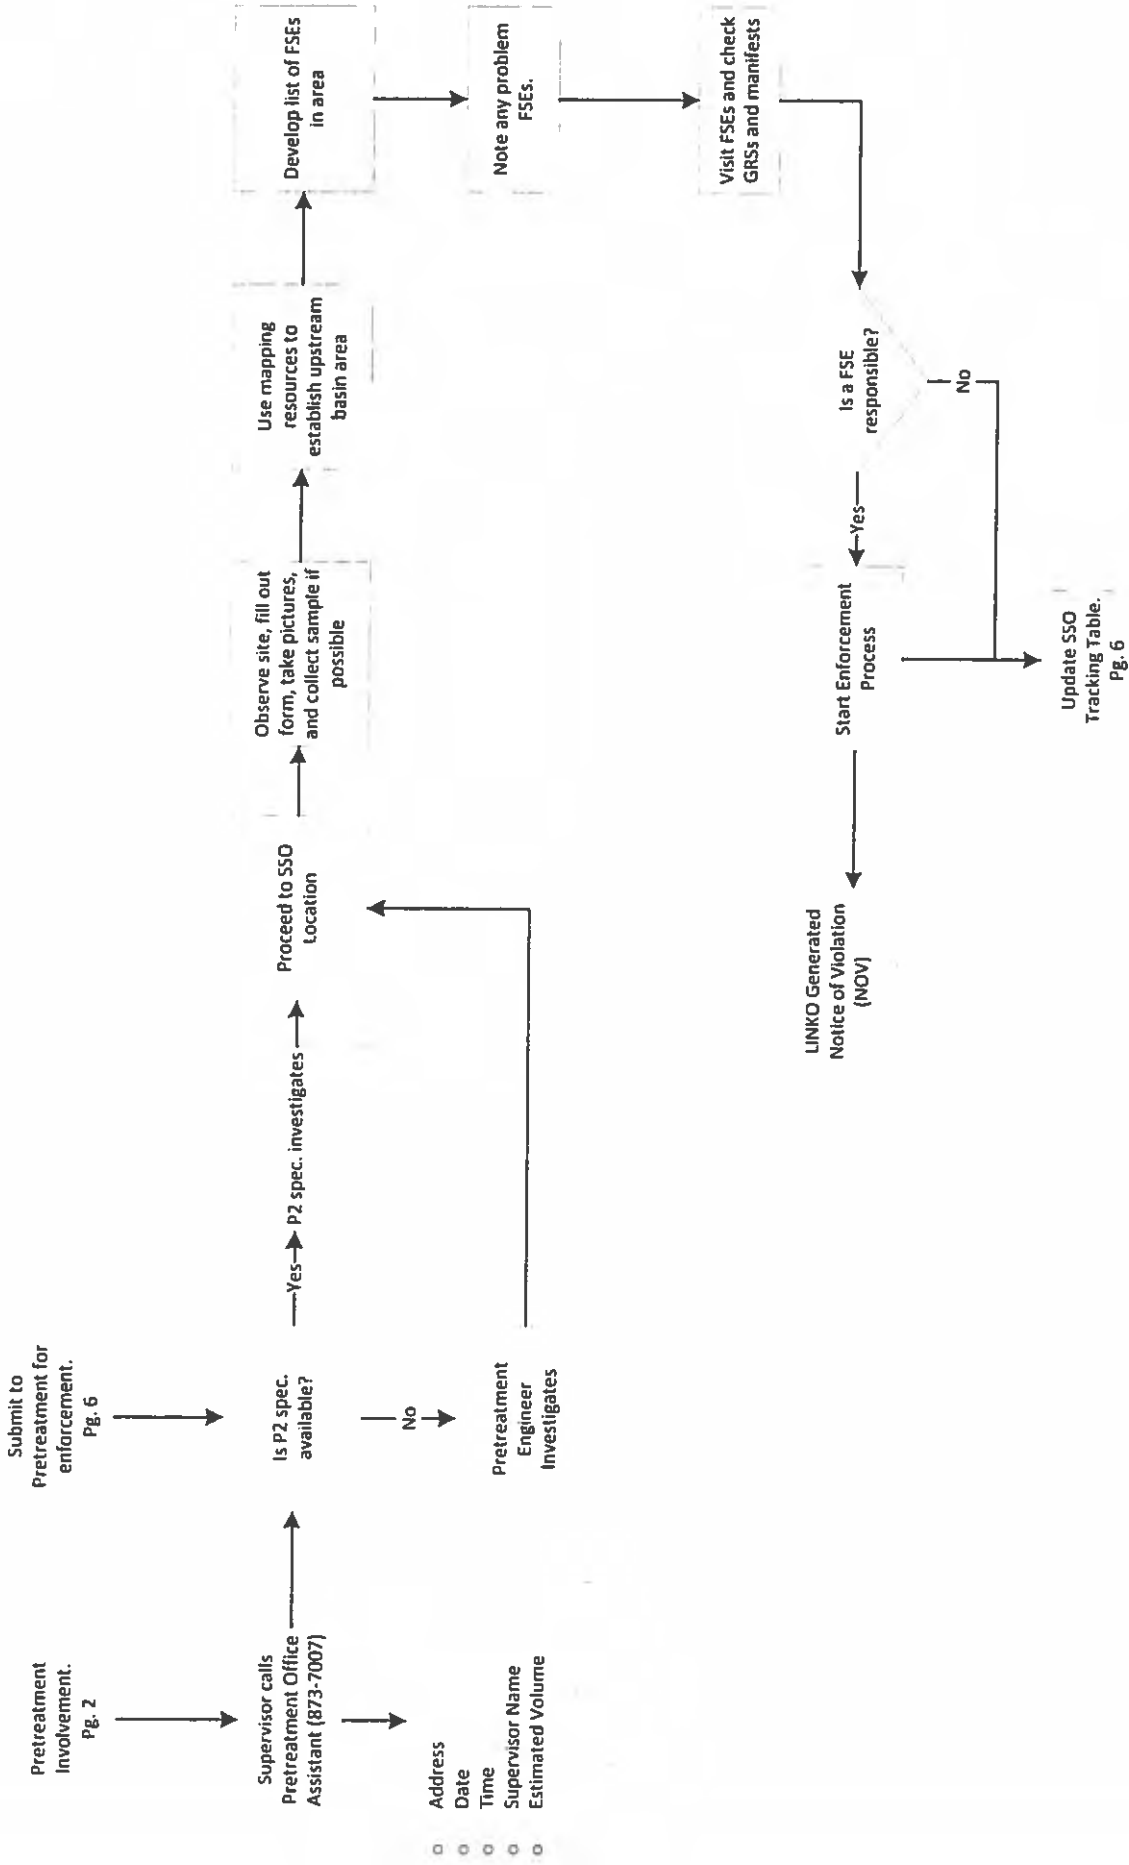 Pretreatment
Involvement.
Pg. 2
Submit to
Pretreatment for
enforcement.
Pg. 6
Supervisor calls
Pretreatment Office
Assistant (873-7007)
Address
Date
Time
Supervisor Name
Estimated Volume
Is P2 spec.
available?
Yes
P2 spec. investigates
No
Pretreatment
Engineer
Investigates
Proceed to SSO
Location
Observe site, fill out
form, take pictures,
and collect sample if
possible
Use mapping
resources to
establish upstream
basin area
Develop list of FSEs
in area
Note any problem
FSEs.
Visit FSEs and check
GRSs and manifests
Is a FSE
responsible?
Yes
No
Start Enforcement
Process
LINKO Generated
Notice of Violation
(NOV)
Update SSO
Tracking Table.
Pg. 6